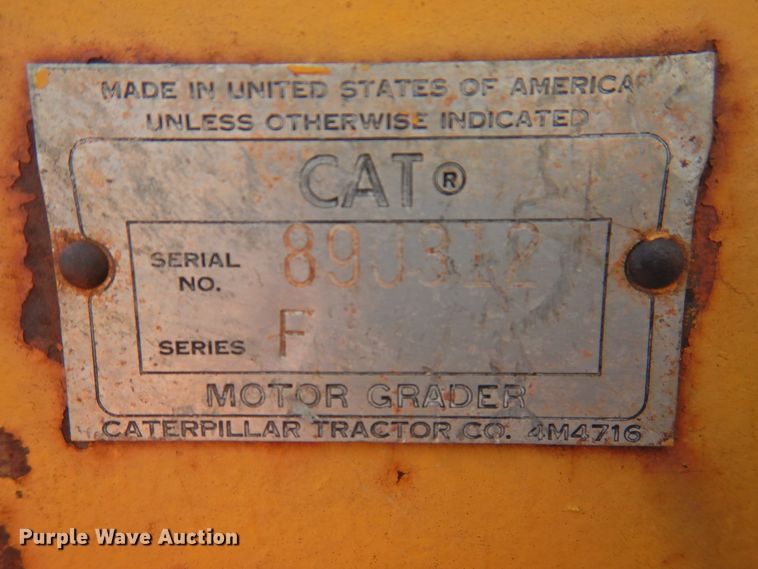 MADE IN UNITED STATES OF AMERICA
UNLESS OTHERWISE INDICATED
CAT®
SERIAL NO. 89J312
SERIES F
MOTOR GRADER
CATERPILLAR TRACTOR CO. 4M4716
Purple Wave Auction